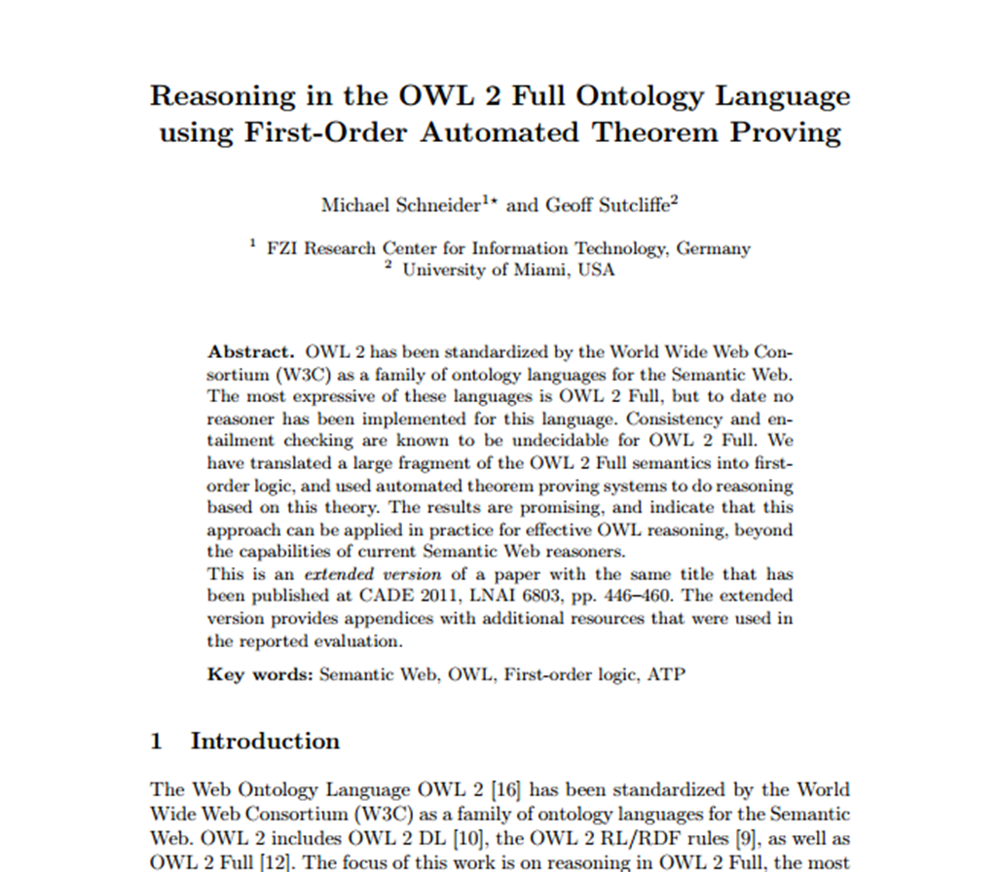 Reasoning in the OWL 2 Full Ontology Language
using First-Order Automated Theorem Proving
Michael Schneider¹* and Geoff Sutcliffe²
¹ FZI Research Center for Information Technology, Germany
² University of Miami, USA
Abstract. OWL 2 has been standardized by the World Wide Web Con-
sortium (W3C) as a family of ontology languages for the Semantic Web.
The most expressive of these languages is OWL 2 Full, but to date no
reasoner has been implemented for this language. Consistency and en-
tailment checking are known to be undecidable for OWL 2 Full. We
have translated a large fragment of the OWL 2 Full semantics into first-
order logic, and used automated theorem proving systems to do reasoning
based on this theory. The results are promising, and indicate that this
approach can be applied in practice for effective OWL reasoning, beyond
the capabilities of current Semantic Web reasoners.
This is an extended version of a paper with the same title that has
been published at CADE 2011, LNAI 6803, pp. 446–460. The extended
version provides appendices with additional resources that were used in
the reported evaluation.
Key words: Semantic Web, OWL, First-order logic, ATP
1 Introduction
The Web Ontology Language OWL 2 [16] has been standardized by the World
Wide Web Consortium (W3C) as a family of ontology languages for the Semantic
Web. OWL 2 includes OWL 2 DL [10], the OWL 2 RL/RDF rules [9], as well as
OWL 2 Full [12]. The focus of this work is on reasoning in OWL 2 Full, the most